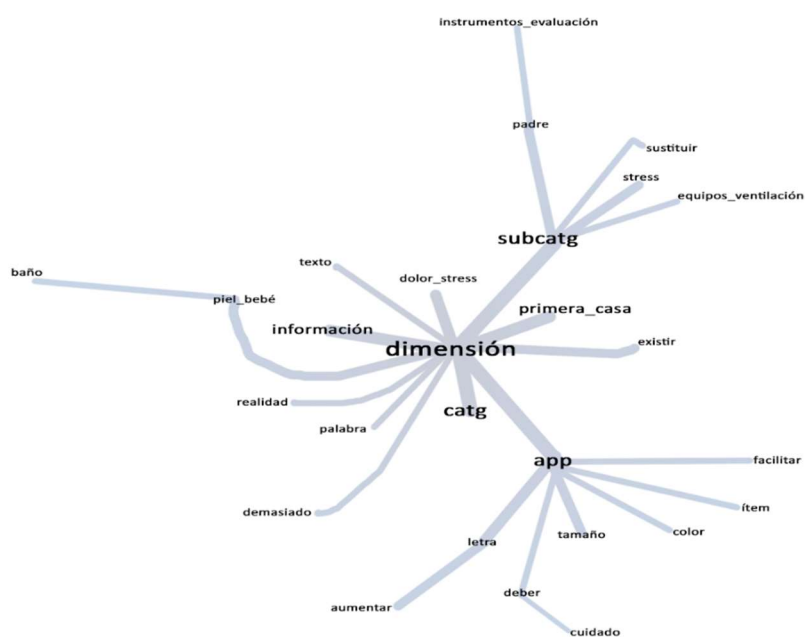 instrumentos_evaluación
padre
sustituir
stress
equipos_ventilación
subcatg
texto
baño
dolor_stress
piel_bebé
primera_casa
información
existir
dimensión
realidad
catg
palabra
app
facilitar
demasiado
ítem
color
tamaño
letra
deber
aumentar
cuidado